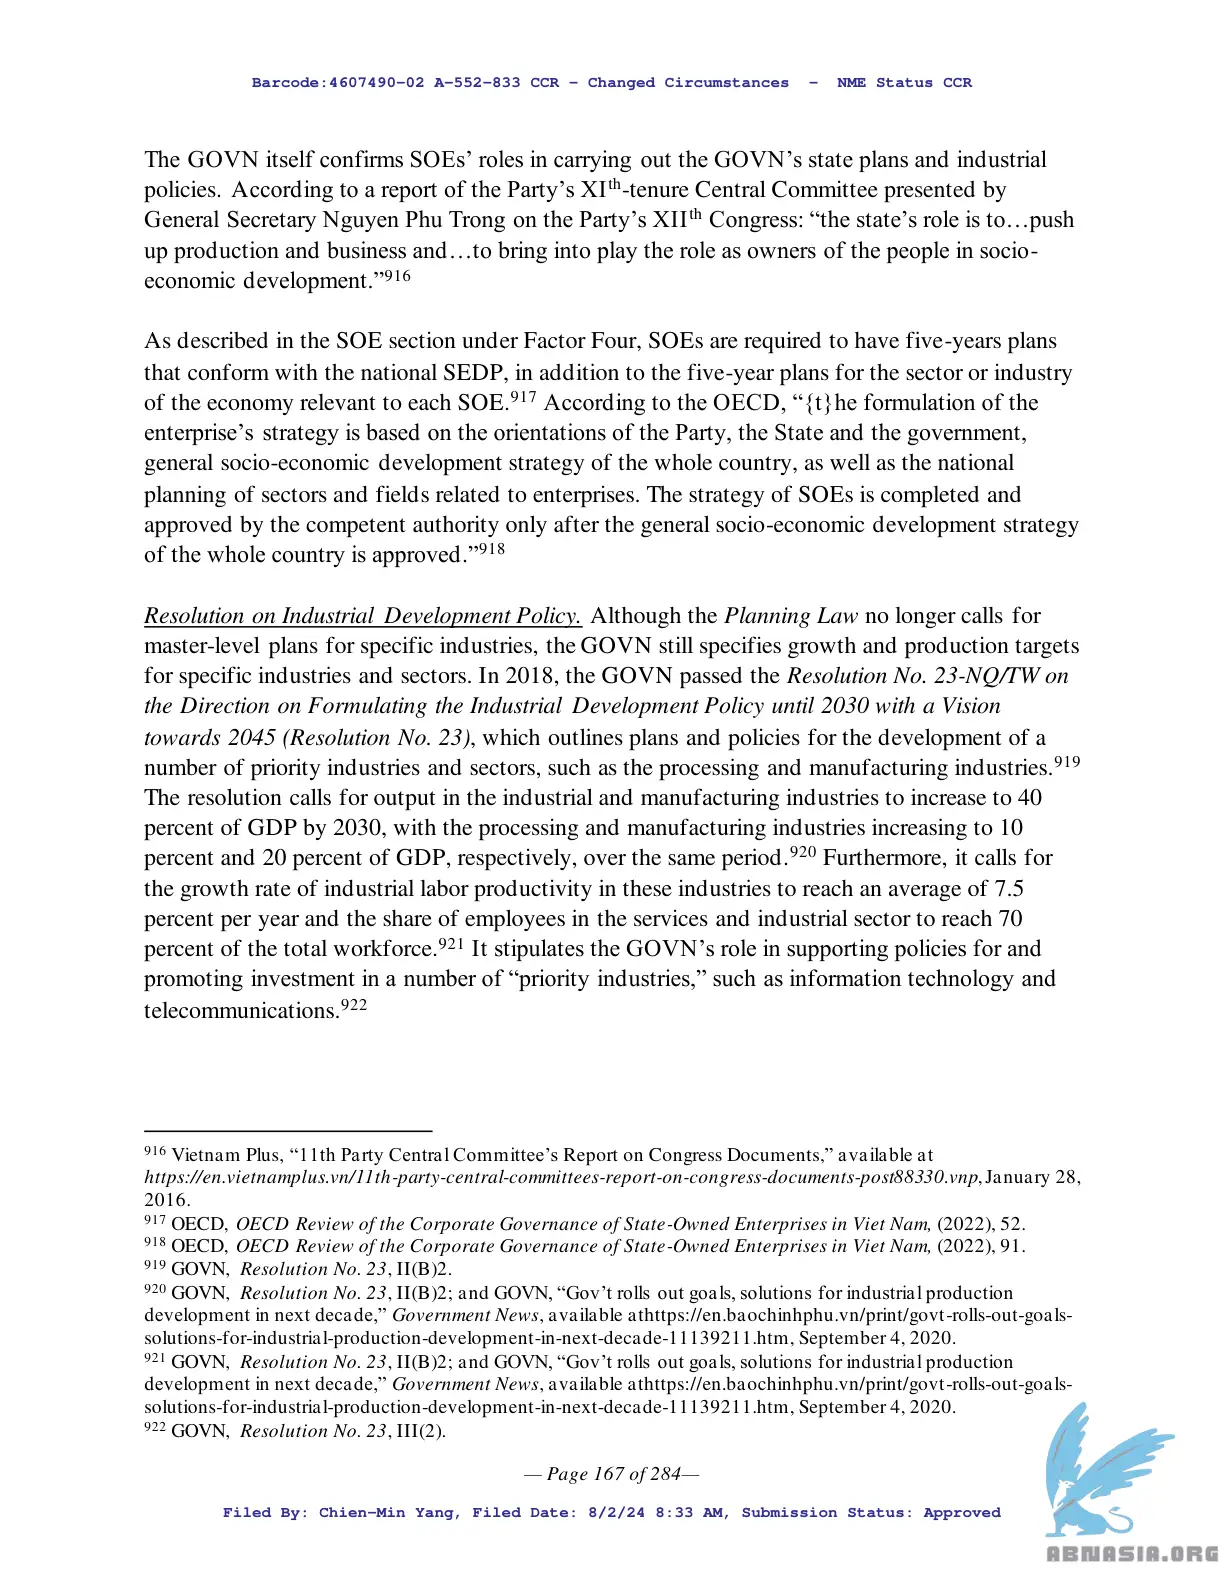 Barcode:4607490-02 A-552-833 CCR - Changed Circumstances - NME Status CCR
The GOVN itself confirms SOEs’ roles in carrying out the GOVN’s state plans and industrial
policies. According to a report of the Party’s XIth-tenure Central Committee presented by
General Secretary Nguyen Phu Trong on the Party’s XIIth Congress: “the state’s role is to…push
up production and business and…to bring into play the role as owners of the people in socio-
economic development.”916
As described in the SOE section under Factor Four, SOEs are required to have five-years plans
that conform with the national SEDP, in addition to the five-year plans for the sector or industry
of the economy relevant to each SOE.917 According to the OECD, “{t}he formulation of the
enterprise’s strategy is based on the orientations of the Party, the State and the government,
general socio-economic development strategy of the whole country, as well as the national
planning of sectors and fields related to enterprises. The strategy of SOEs is completed and
approved by the competent authority only after the general socio-economic development strategy
of the whole country is approved.”918
Resolution on Industrial Development Policy. Although the Planning Law no longer calls for
master-level plans for specific industries, the GOVN still specifies growth and production targets
for specific industries and sectors. In 2018, the GOVN passed the Resolution No. 23-NQ/TW on
the Direction on Formulating the Industrial Development Policy until 2030 with a Vision
towards 2045 (Resolution No. 23), which outlines plans and policies for the development of a
number of priority industries and sectors, such as the processing and manufacturing industries.919
The resolution calls for output in the industrial and manufacturing industries to increase to 40
percent of GDP by 2030, with the processing and manufacturing industries increasing to 10
percent and 20 percent of GDP, respectively, over the same period.920 Furthermore, it calls for
the growth rate of industrial labor productivity in these industries to reach an average of 7.5
percent per year and the share of employees in the services and industrial sector to reach 70
percent of the total workforce.921 It stipulates the GOVN’s role in supporting policies for and
promoting investment in a number of “priority industries,” such as information technology and
telecommunications.922
916 Vietnam Plus, “11th Party Central Committee’s Report on Congress Documents,” available at
https://en.vietnamplus.vn/11th-party-central-committees-report-on-congress-documents-post88330.vnp, January 28,
2016.
917 OECD, OECD Review of the Corporate Governance of State-Owned Enterprises in Viet Nam, (2022), 52.
918 OECD, OECD Review of the Corporate Governance of State-Owned Enterprises in Viet Nam, (2022), 91.
919 GOVN, Resolution No. 23, II(B)2.
920 GOVN, Resolution No. 23, II(B)2; and GOVN, “Gov’t rolls out goals, solutions for industrial production
development in next decade,” Government News, available athttps://en.baochinhphu.vn/print/govt-rolls-out-goals-
solutions-for-industrial-production-development-in-next-decade-11139211.htm, September 4, 2020.
921 GOVN, Resolution No. 23, II(B)2; and GOVN, “Gov’t rolls out goals, solutions for industrial production
development in next decade,” Government News, available athttps://en.baochinhphu.vn/print/govt-rolls-out-goals-
solutions-for-industrial-production-development-in-next-decade-11139211.htm, September 4, 2020.
922 GOVN, Resolution No. 23, III(2).
— Page 167 of 284—
Filed By: Chien-Min Yang, Filed Date: 8/2/24 8:33 AM, Submission Status: Approved
ABNASIA.ORG